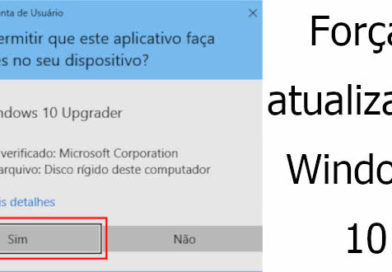 nta de Usuário
ermitir que este aplicativo faça
es no seu dispositivo?
ndows 10 Upgrader
verificado: Microsoft Corporation
arquivo: Disco rígido deste computador
is detalhes
Sim
Não
Força
atualiza
Windo
10